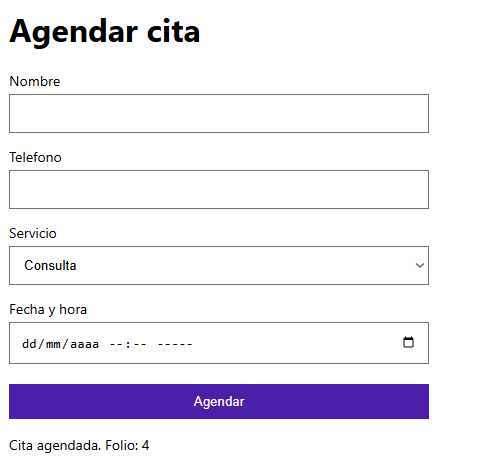 Agendar cita
Nombre
Telefono
Servicio
Consulta
Fecha y hora
dd/mm/aaaa --:-- -----
Agendar
Cita agendada. Folio: 4